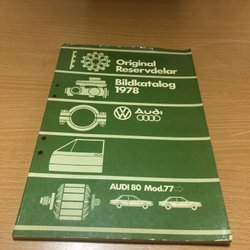 Original
Reservdelar
Bildkatalog
1978
Audi
AUDI 80 Mod.77